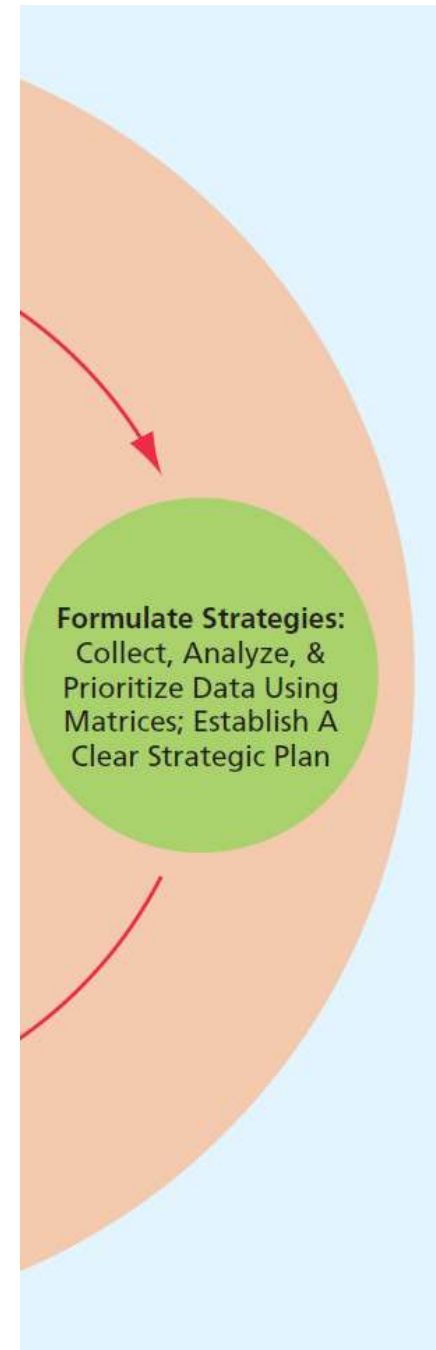 Formulate Strategies:
Collect, Analyze, &
Prioritize Data Using
Matrices; Establish A
Clear Strategic Plan